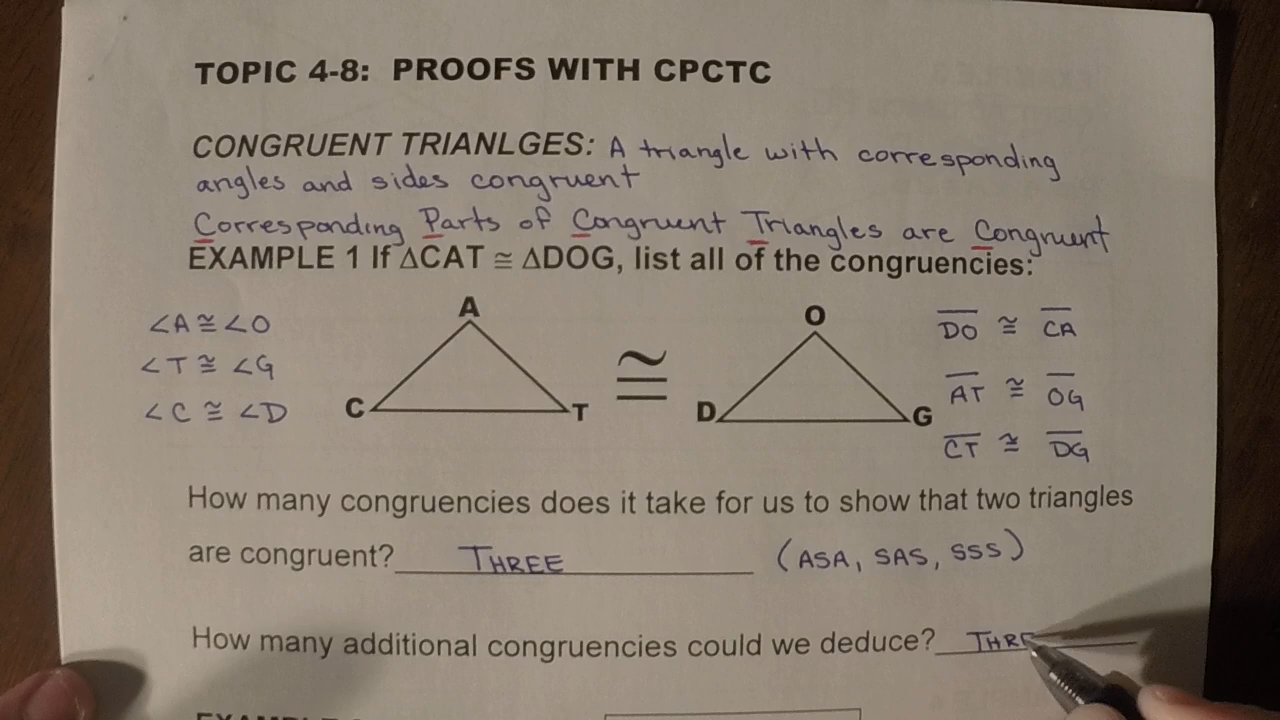 TOPIC 4-8: PROOFS WITH CPCTC
CONGRUENT TRIANLGES: A triangle with corresponding
angles and sides congruent
Corresponding Parts of Congruent Triangles are Congruent
EXAMPLE 1 If ΔCAT ≅ ΔDOG, list all of the congruencies:
∠A ≅ ∠O
∠T ≅ ∠G
∠C ≅ ∠D
A
C
T
≅
O
D
G
D̅O̅ ≅ C̅A̅
A̅T̅ ≅ O̅G̅
C̅T̅ ≅ D̅G̅
How many congruencies does it take for us to show that two triangles
are congruent? THREE (ASA, SAS, SSS)
How many additional congruencies could we deduce? THRE